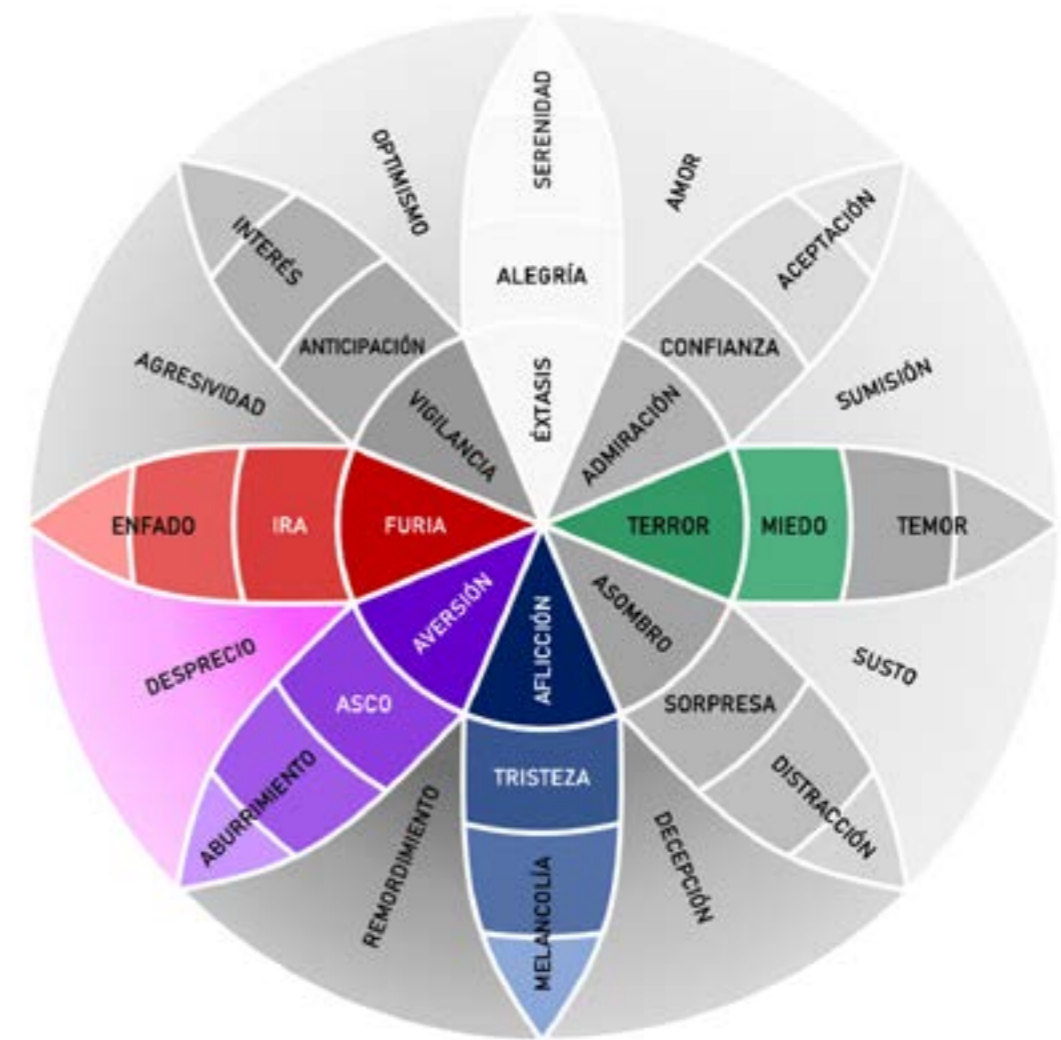 SERENIDAD
OPTIMISMO
AMOR
INTERÉS
ACEPTACIÓN
ALEGRÍA
ANTICIPACIÓN
CONFIANZA
AGRESIVIDAD
SUMISIÓN
VIGILANCIA
ÉXTASIS
ADMIRACIÓN
ENFADO
IRA
FURIA
TERROR
MIEDO
TEMOR
AVERSIÓN
AFLICCIÓN
ASOMBRO
DESPRECIO
SUSTO
ASCO
SORPRESA
TRISTEZA
ABURRIMIENTO
DISTRACCIÓN
REMORDIMIENTO
DECEPCIÓN
MELANCOLÍA